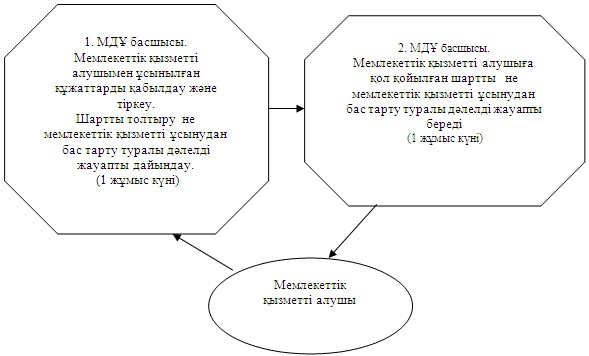 1. МДҰ басшысы.
Мемлекеттік қызметті
алушымен ұсынылған
құжаттарды қабылдау және
тіркеу.
Шартты толтыру не
мемлекеттік қызметті ұсынудан
бас тарту туралы дәлелді
жауапты дайындау.
(1 жұмыс күні)
2. МДҰ басшысы.
Мемлекеттік қызметті алушыға
қол қойылған шартты не
мемлекеттік қызметті ұсынудан
бас тарту туралы дәлелді жауапты
береді
(1 жұмыс күні)
Мемлекеттік
қызметті алушы